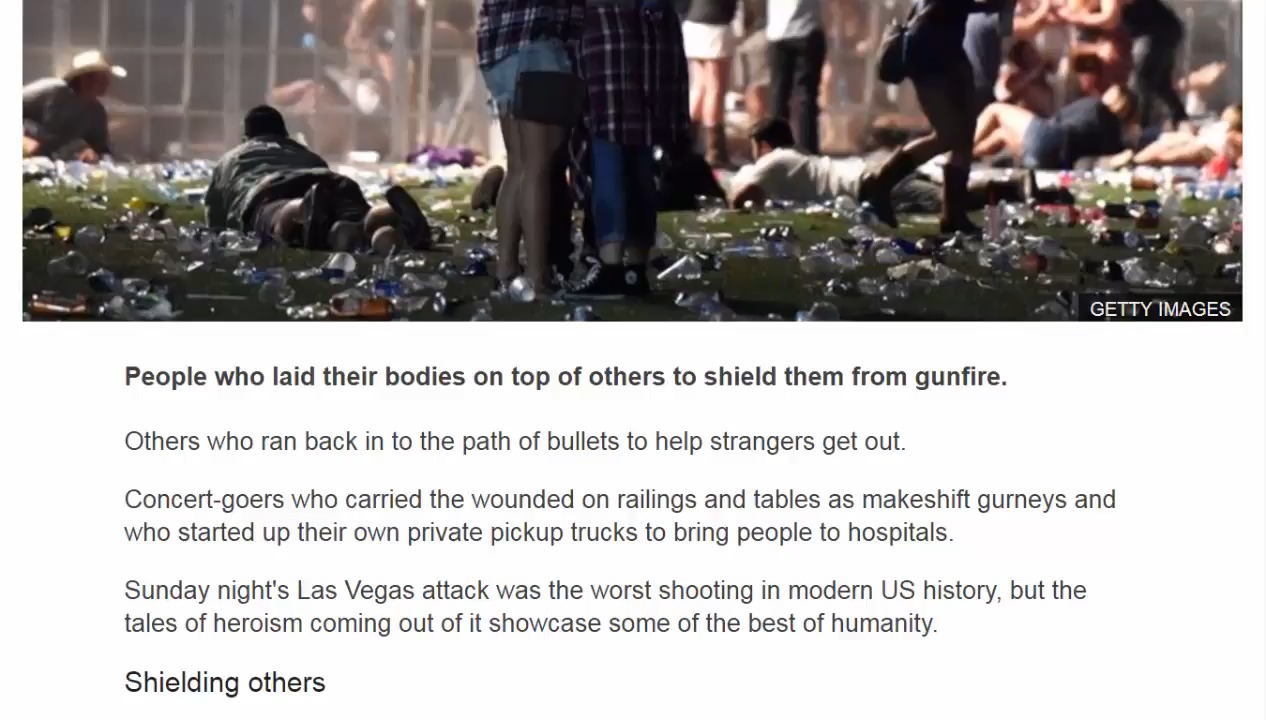 GETTY IMAGES
People who laid their bodies on top of others to shield them from gunfire.
Others who ran back in to the path of bullets to help strangers get out.
Concert-goers who carried the wounded on railings and tables as makeshift gurneys and
who started up their own private pickup trucks to bring people to hospitals.
Sunday night's Las Vegas attack was the worst shooting in modern US history, but the
tales of heroism coming out of it showcase some of the best of humanity.
Shielding others